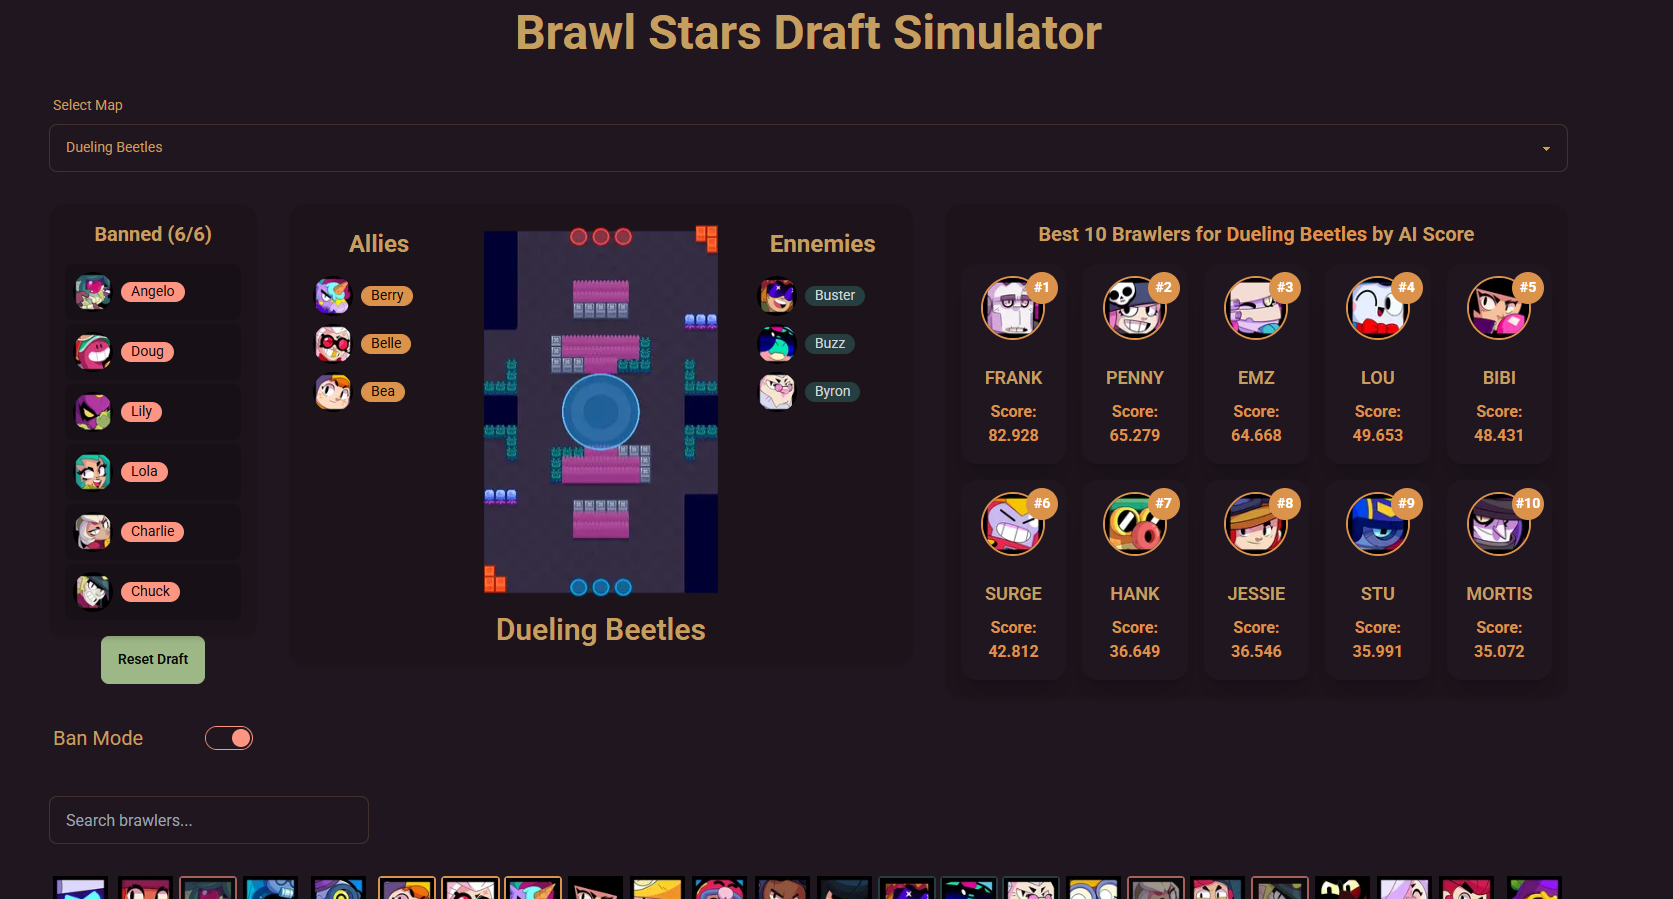 Brawl Stars Draft Simulator
Select Map
Dueling Beetles
Banned (6/6)
Angelo
Doug
Lily
Lola
Charlie
Chuck
Reset Draft
Allies
Berry
Belle
Bea
Ennemies
Buster
Buzz
Byron
Dueling Beetles
Best 10 Brawlers for Dueling Beetles by AI Score
#1
FRANK
Score:
82.928
#2
PENNY
Score:
65.279
#3
EMZ
Score:
64.668
#4
LOU
Score:
49.653
#5
BIBI
Score:
48.431
#6
SURGE
Score:
42.812
#7
HANK
Score:
36.649
#8
JESSIE
Score:
36.546
#9
STU
Score:
35.991
#10
MORTIS
Score:
35.072
Ban Mode
Search brawlers...